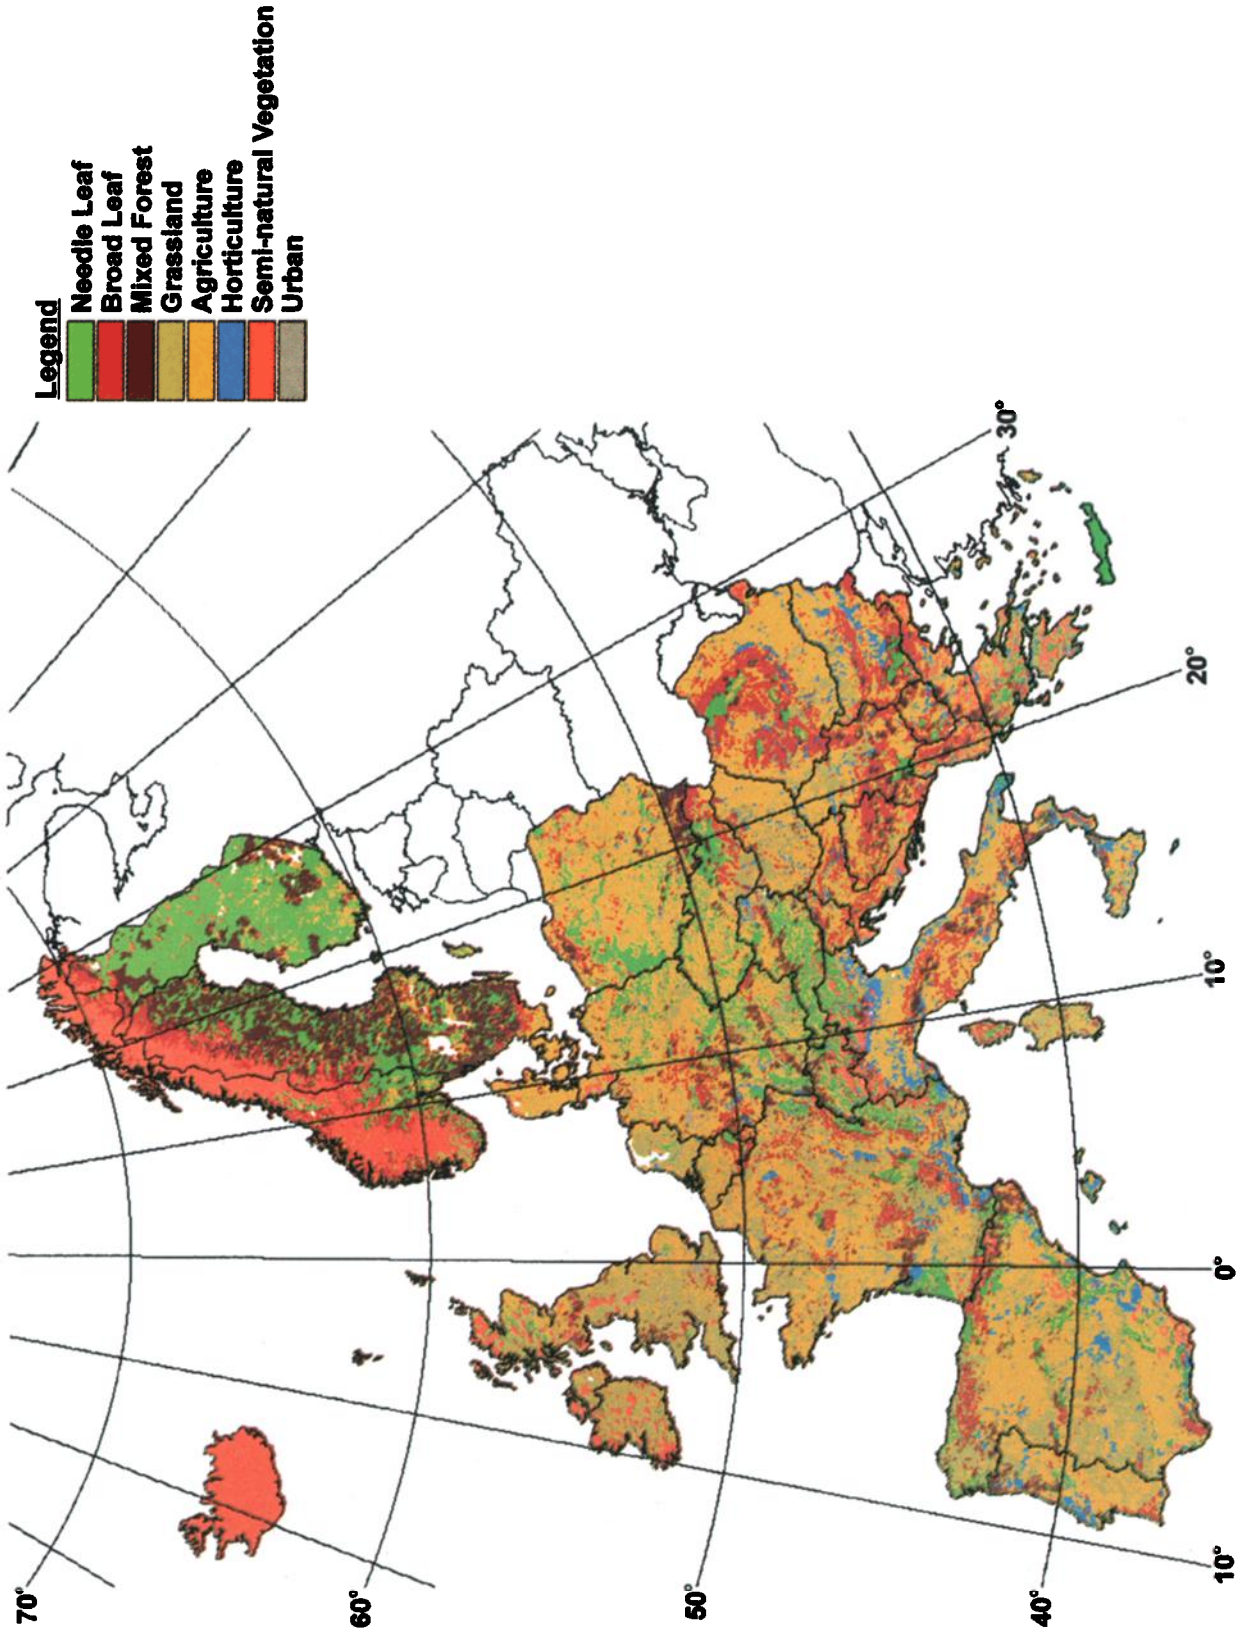 Legend
Needle Leaf
Broad Leaf
Mixed Forest
Grassland
Agriculture
Horticulture
Semi-natural Vegetation
Urban
70°
60°
50°
40°
10°
0°
10°
20°
30°